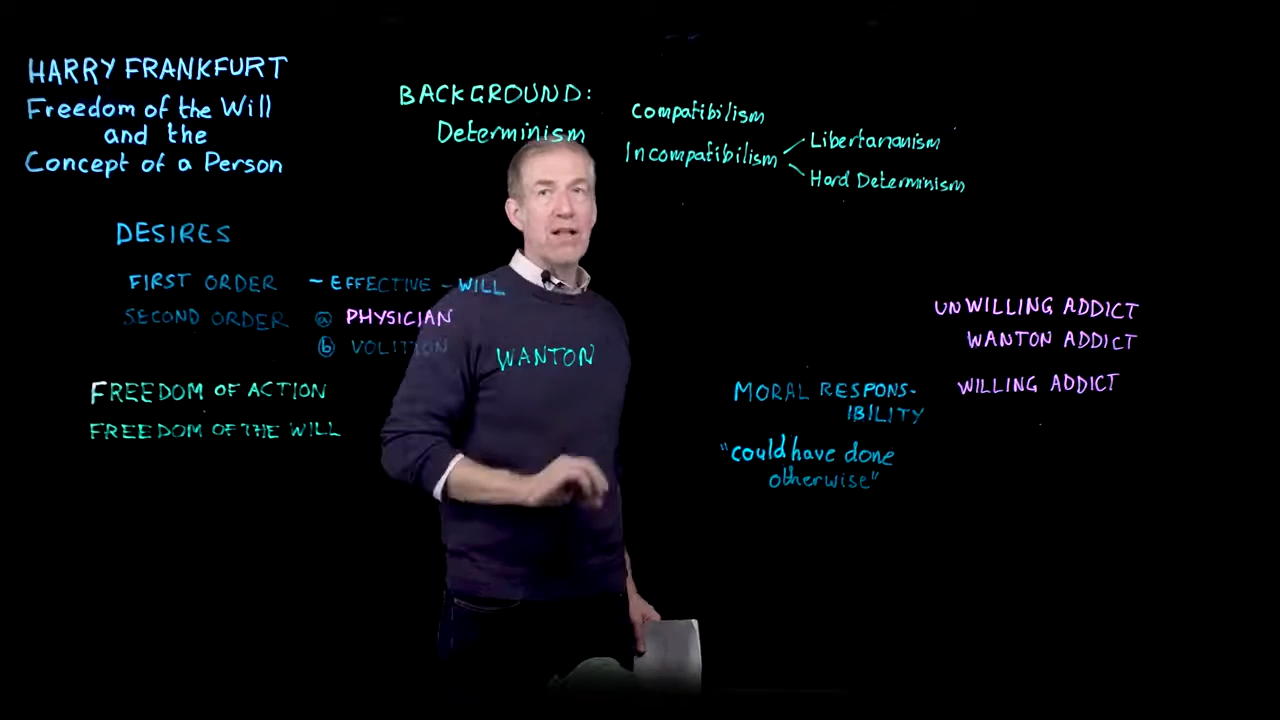 HARRY FRANKFURT
Freedom of the Will
and the
Concept of a Person
BACKGROUND:
Determinism
Compatibilism
Incompatibilism
Libertarianism
Hard Determinism
DESIRES
FIRST ORDER - EFFECTIVE - WILL
SECOND ORDER ⓐ PHYSICIAN
ⓑ VOLITION
WANTON
FREEDOM OF ACTION
FREEDOM OF THE WILL
MORAL RESPONS-
IBILITY
"could have done
otherwise"
UNWILLING ADDICT
WANTON ADDICT
WILLING ADDICT